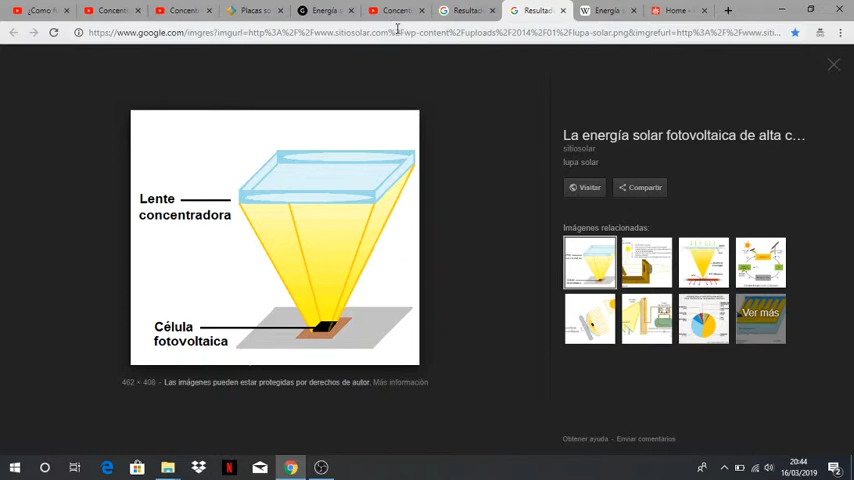 ¿Como f
Concent
Concent
Placas so
Energía i
Concent
Resultad
Resultad
Energía s
Home -
https://www.google.com/imgres?imgurl=http%3A%2F%2Fwww.sitiosolar.com%2Fwp-content%2Fuploads%2F2014%2F01%2Flupa-solar.png&imgrefurl=http%3A%2F%2Fwww.siti...
Lente
concentradora
Célula
fotovoltaica
462 × 408 - Las imágenes pueden estar protegidas por derechos de autor. Más información
La energía solar fotovoltaica de alta c…
sitiosolar
lupa solar
Visitar
Compartir
Imágenes relacionadas:
Ver más
Obtener ayuda - Enviar comentarios
20:44
16/03/2019